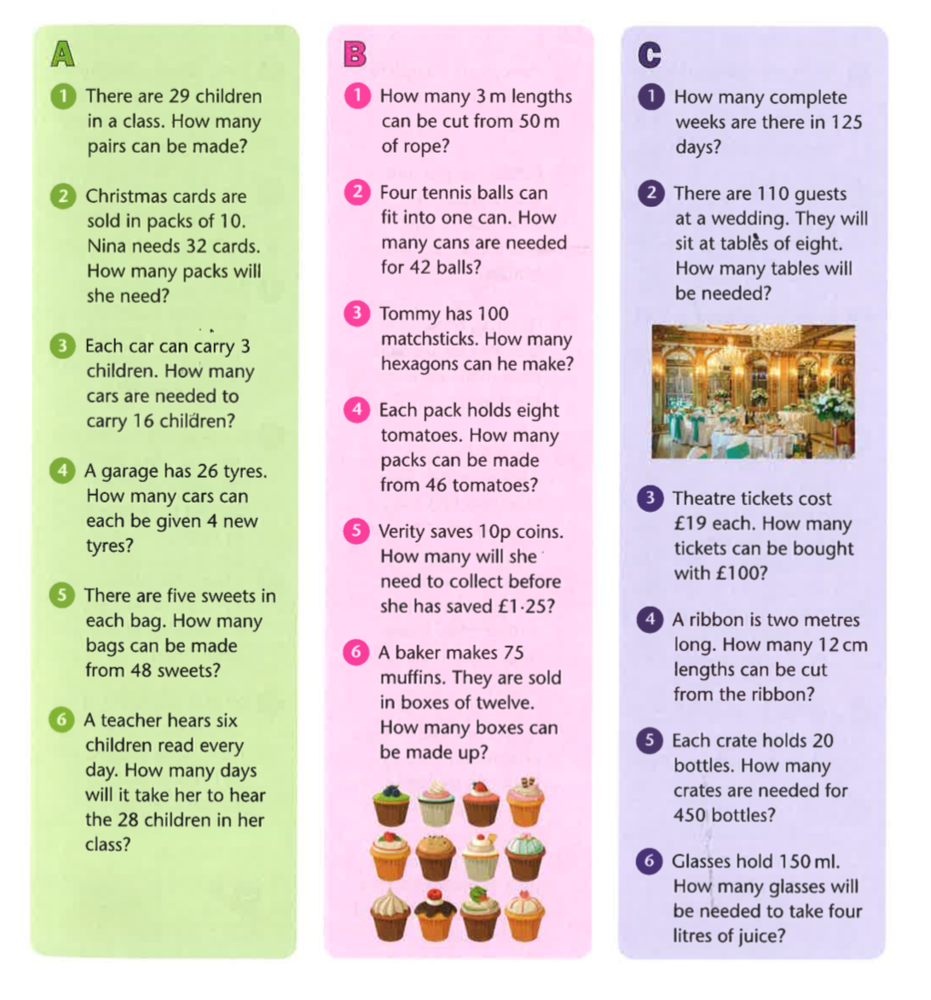 A
1 There are 29 children
in a class. How many
pairs can be made?
2 Christmas cards are
sold in packs of 10.
Nina needs 32 cards.
How many packs will
she need?
3 Each car can carry 3
children. How many
cars are needed to
carry 16 children?
4 A garage has 26 tyres.
How many cars can
each be given 4 new
tyres?
5 There are five sweets in
each bag. How many
bags can be made
from 48 sweets?
6 A teacher hears six
children read every
day. How many days
will it take her to hear
the 28 children in her
class?
B
1 How many 3 m lengths
can be cut from 50 m
of rope?
2 Four tennis balls can
fit into one can. How
many cans are needed
for 42 balls?
3 Tommy has 100
matchsticks. How many
hexagons can he make?
4 Each pack holds eight
tomatoes. How many
packs can be made
from 46 tomatoes?
5 Verity saves 10p coins.
How many will she
need to collect before
she has saved £1·25?
6 A baker makes 75
muffins. They are sold
in boxes of twelve.
How many boxes can
be made up?
C
1 How many complete
weeks are there in 125
days?
2 There are 110 guests
at a wedding. They will
sit at tables of eight.
How many tables will
be needed?
3 Theatre tickets cost
£19 each. How many
tickets can be bought
with £100?
4 A ribbon is two metres
long. How many 12 cm
lengths can be cut
from the ribbon?
5 Each crate holds 20
bottles. How many
crates are needed for
450 bottles?
6 Glasses hold 150 ml.
How many glasses will
be needed to take four
litres of juice?